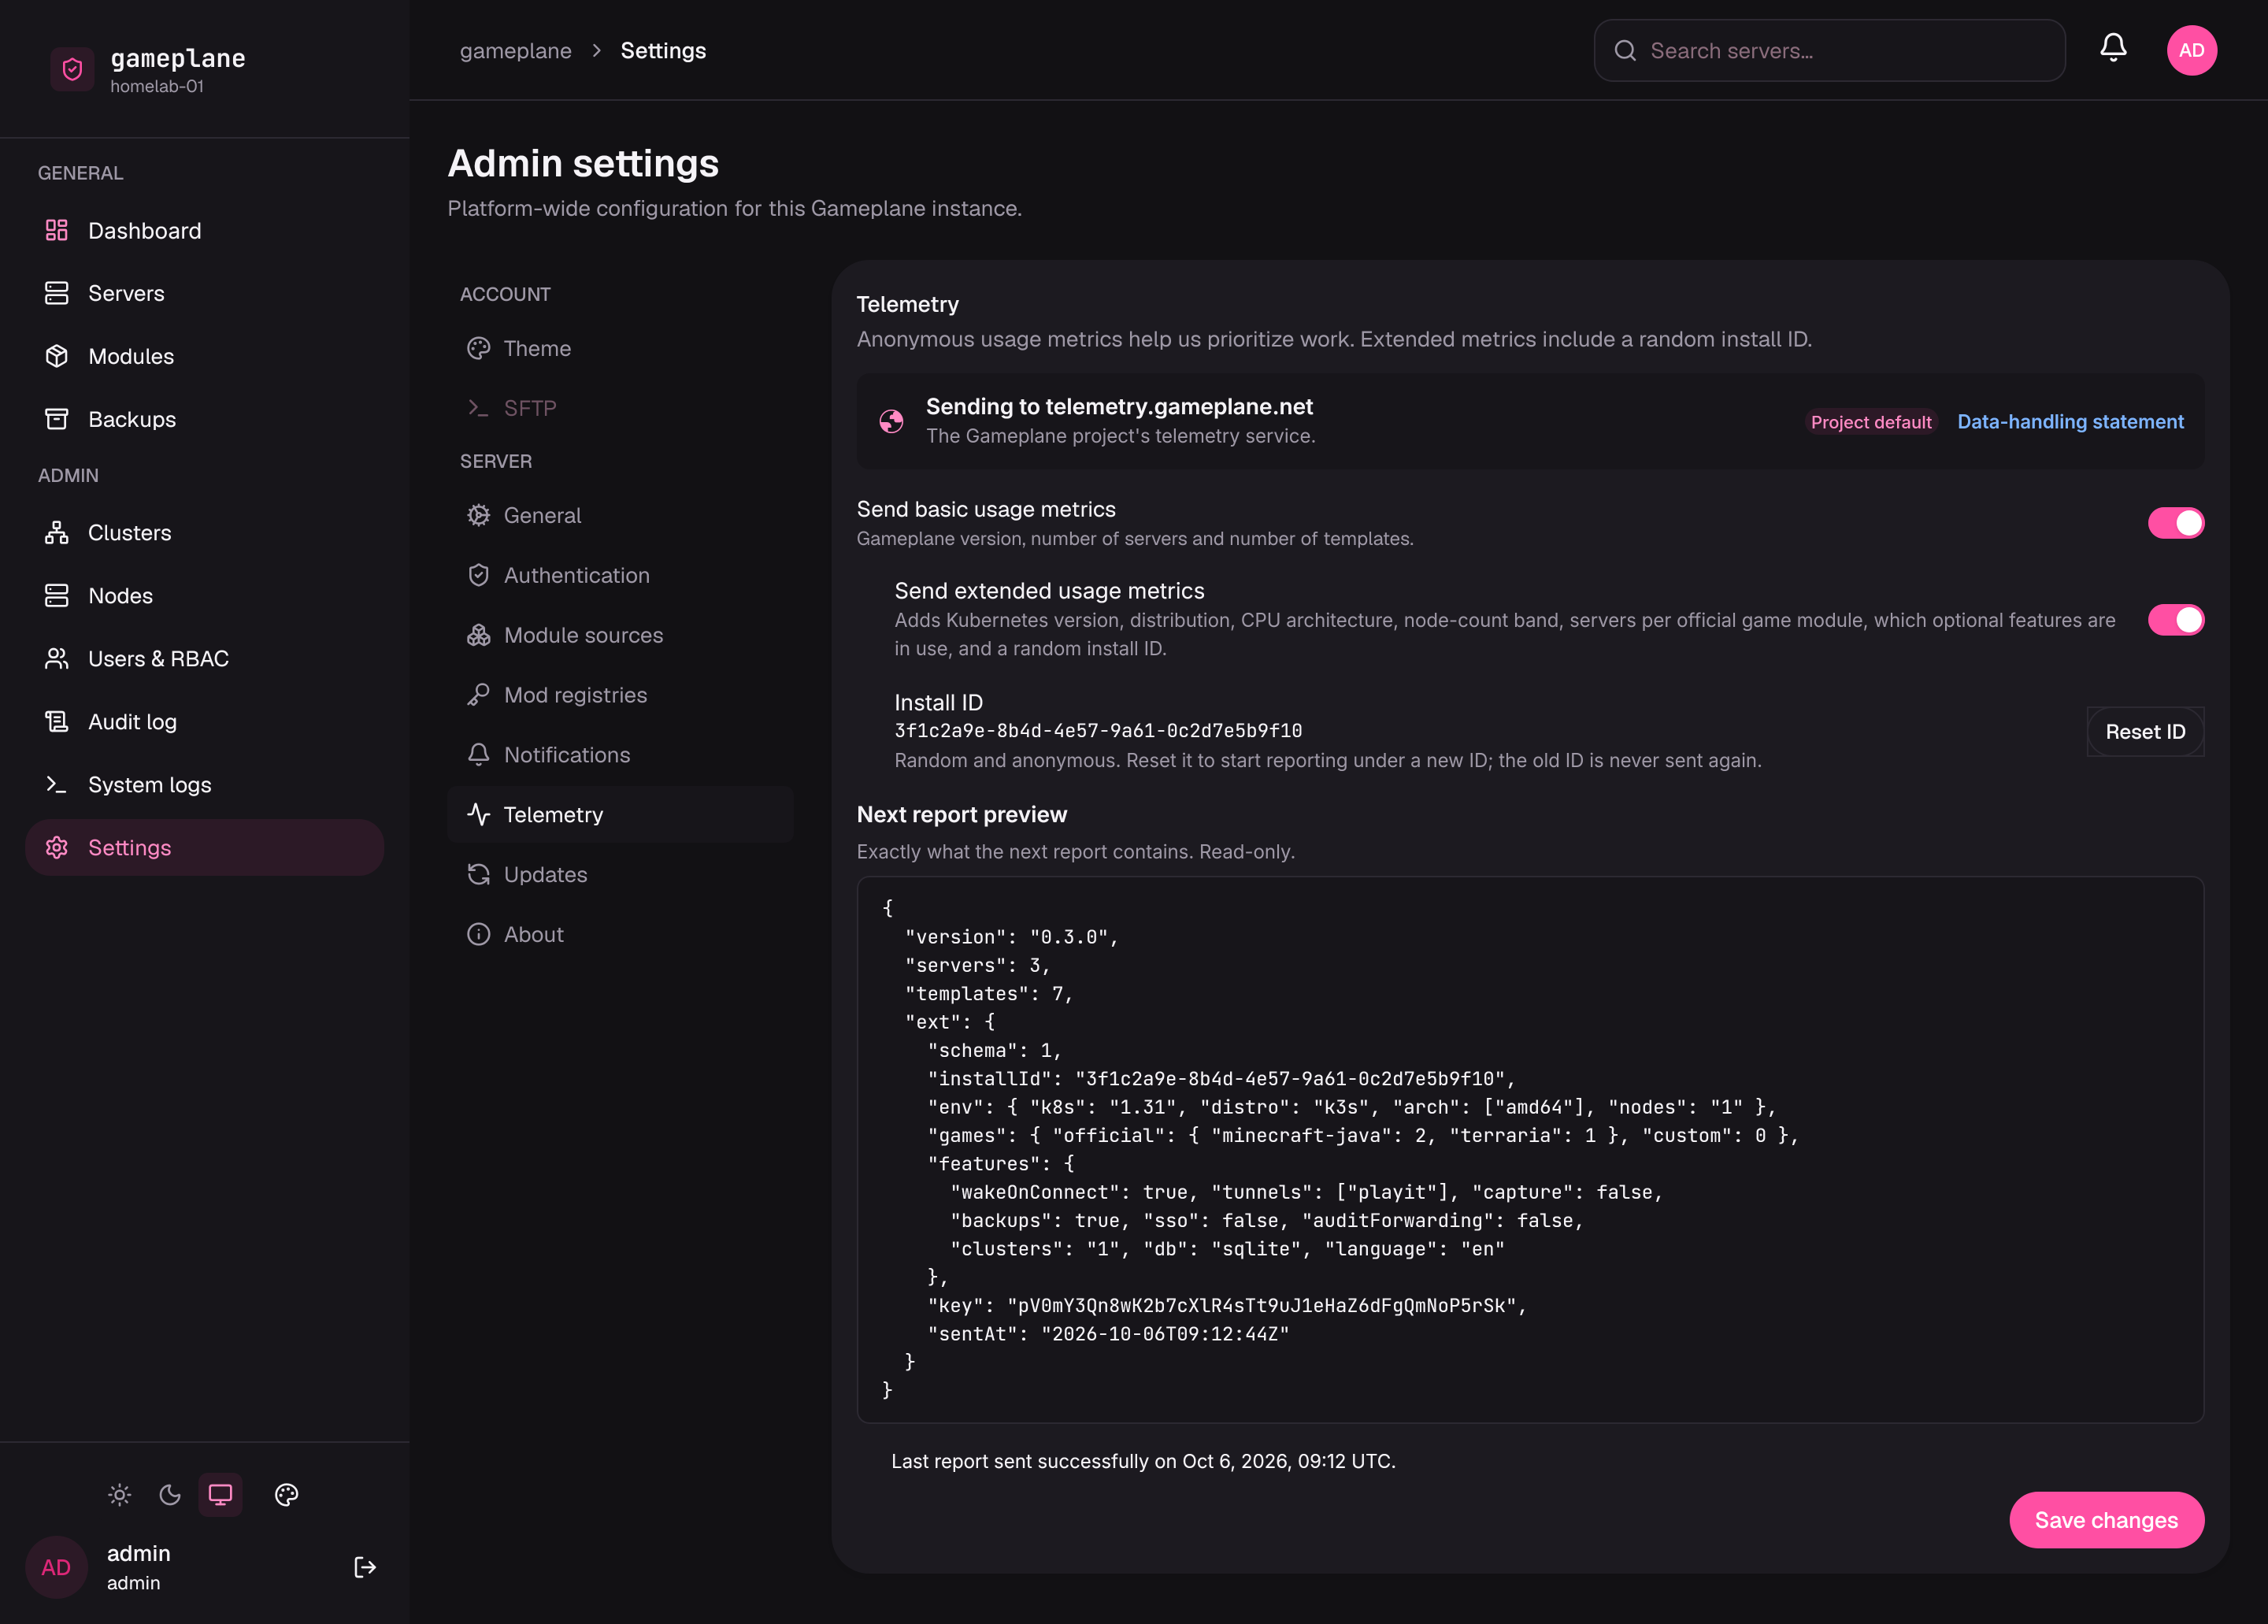 gameplane
homelab-01
GENERAL
Dashboard
Servers
Modules
Backups
ADMIN
Clusters
Nodes
Users & RBAC
Audit log
System logs
Settings
AD
admin
admin
gameplane > Settings
Search servers...
AD
Admin settings
Platform-wide configuration for this Gameplane instance.
ACCOUNT
Theme
SFTP
SERVER
General
Authentication
Module sources
Mod registries
Notifications
Telemetry
Updates
About
Telemetry
Anonymous usage metrics help us prioritize work. Extended metrics include a random install ID.
Sending to telemetry.gameplane.net
The Gameplane project's telemetry service.
Project default
Data-handling statement
Send basic usage metrics
Gameplane version, number of servers and number of templates.
Send extended usage metrics
Adds Kubernetes version, distribution, CPU architecture, node-count band, servers per official game module, which optional features are
in use, and a random install ID.
Install ID
3f1c2a9e-8b4d-4e57-9a61-0c2d7e5b9f10
Random and anonymous. Reset it to start reporting under a new ID; the old ID is never sent again.
Reset ID
Next report preview
Exactly what the next report contains. Read-only.
{
  "version": "0.3.0",
  "servers": 3,
  "templates": 7,
  "ext": {
    "schema": 1,
    "installId": "3f1c2a9e-8b4d-4e57-9a61-0c2d7e5b9f10",
    "env": { "k8s": "1.31", "distro": "k3s", "arch": ["amd64"], "nodes": "1" },
    "games": { "official": { "minecraft-java": 2, "terraria": 1 }, "custom": 0 },
    "features": {
      "wakeOnConnect": true, "tunnels": ["playit"], "capture": false,
      "backups": true, "sso": false, "auditForwarding": false,
      "clusters": "1", "db": "sqlite", "language": "en"
    },
    "key": "pV0mY3Qn8wK2b7cXlR4sTt9uJ1eHaZ6dFgQmNoP5rSk",
    "sentAt": "2026-10-06T09:12:44Z"
  }
}
Last report sent successfully on Oct 6, 2026, 09:12 UTC.
Save changes